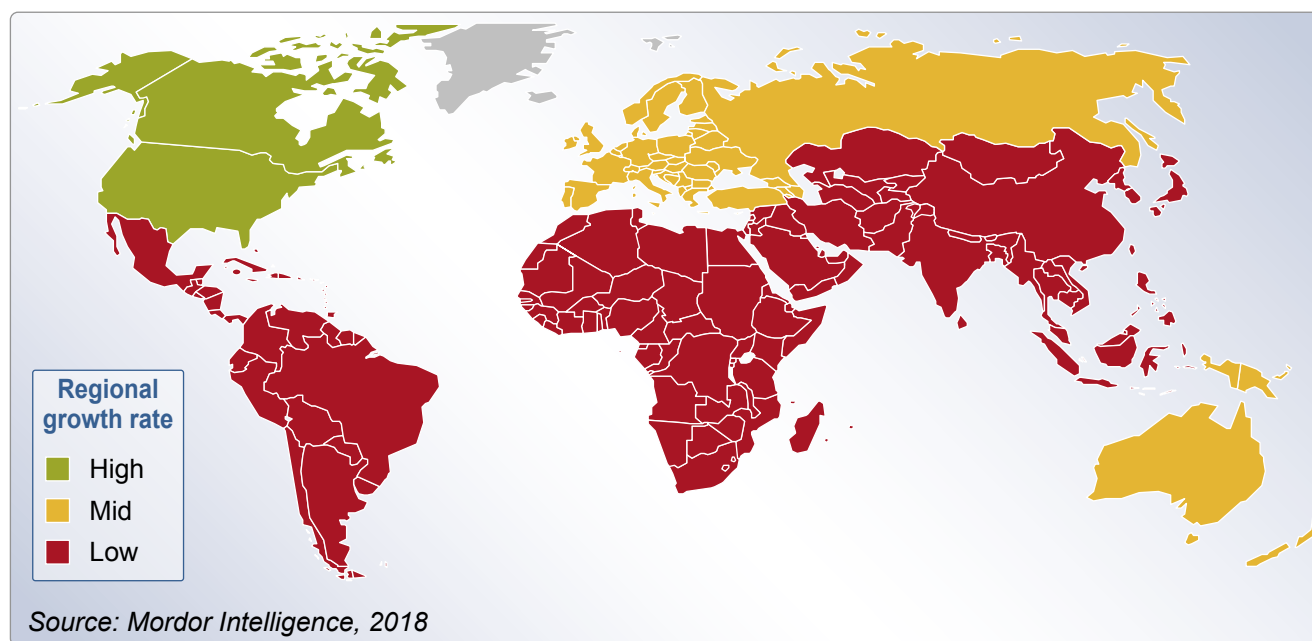 Regional
growth rate
High
Mid
Low
Source: Mordor Intelligence, 2018